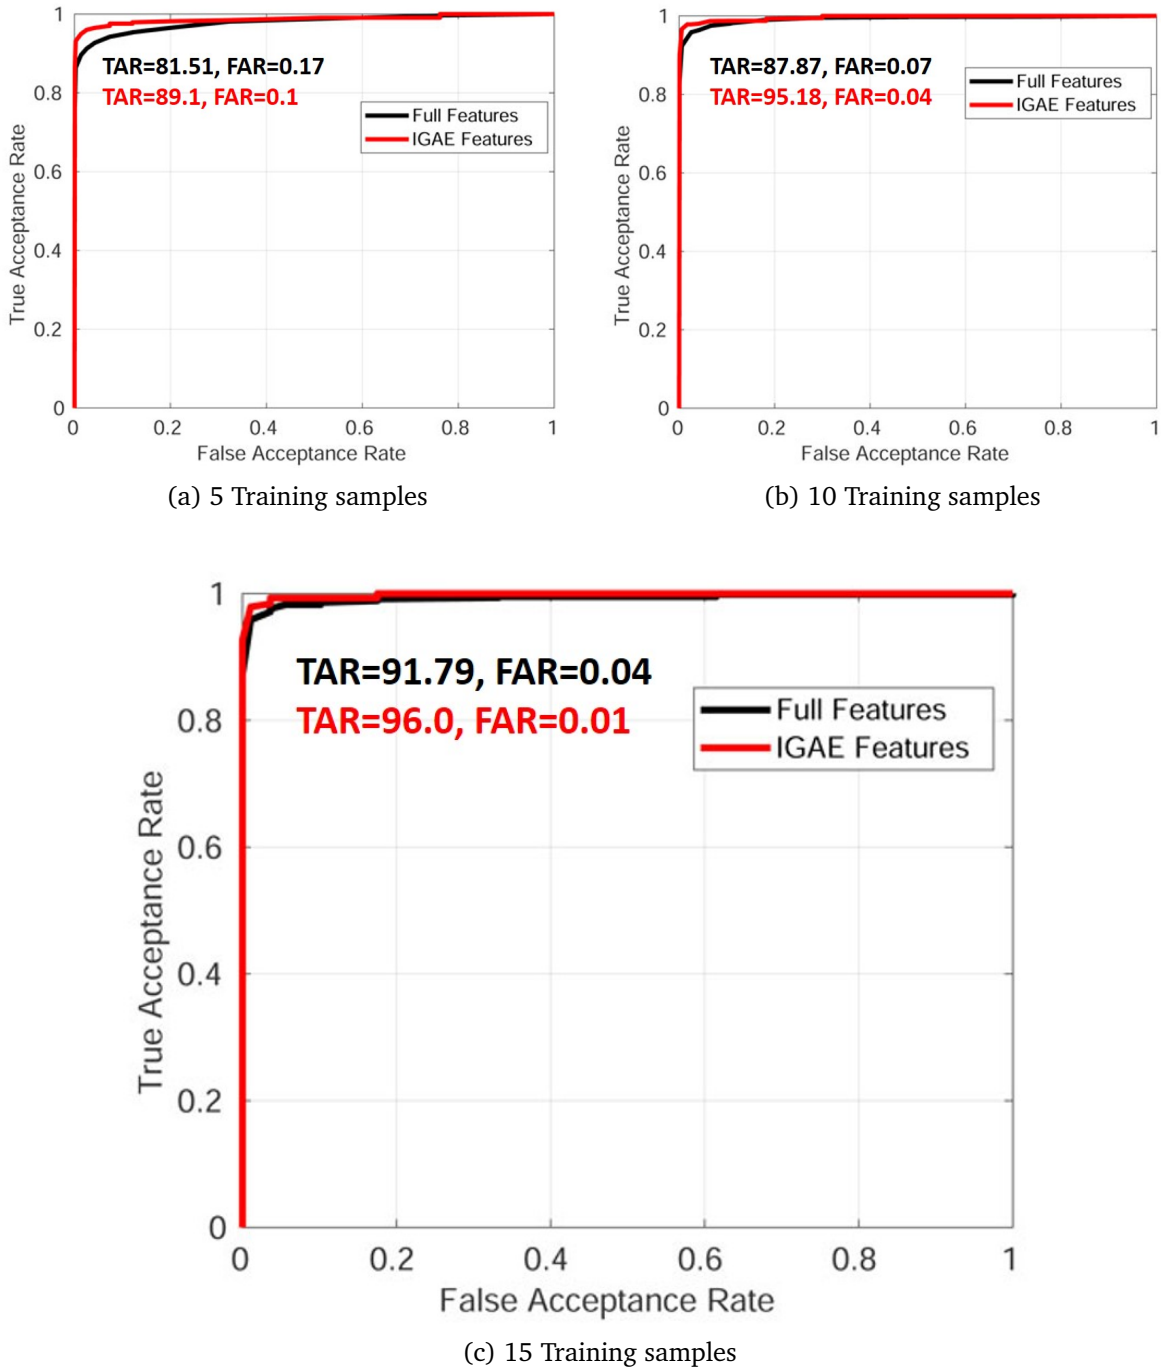 1
0.8
0.6
0.4
0.2
0
True Acceptance Rate
TAR=81.51, FAR=0.17
TAR=89.1, FAR=0.1
Full Features
IGAE Features
0 0.2 0.4 0.6 0.8 1
False Acceptance Rate
(a) 5 Training samples
1
0.8
0.6
0.4
0.2
0
True Acceptance Rate
TAR=87.87, FAR=0.07
TAR=95.18, FAR=0.04
Full Features
IGAE Features
0 0.2 0.4 0.6 0.8 1
False Acceptance Rate
(b) 10 Training samples
1
0.8
0.6
0.4
0.2
0
True Acceptance Rate
TAR=91.79, FAR=0.04
TAR=96.0, FAR=0.01
Full Features
IGAE Features
0 0.2 0.4 0.6 0.8 1
False Acceptance Rate
(c) 15 Training samples